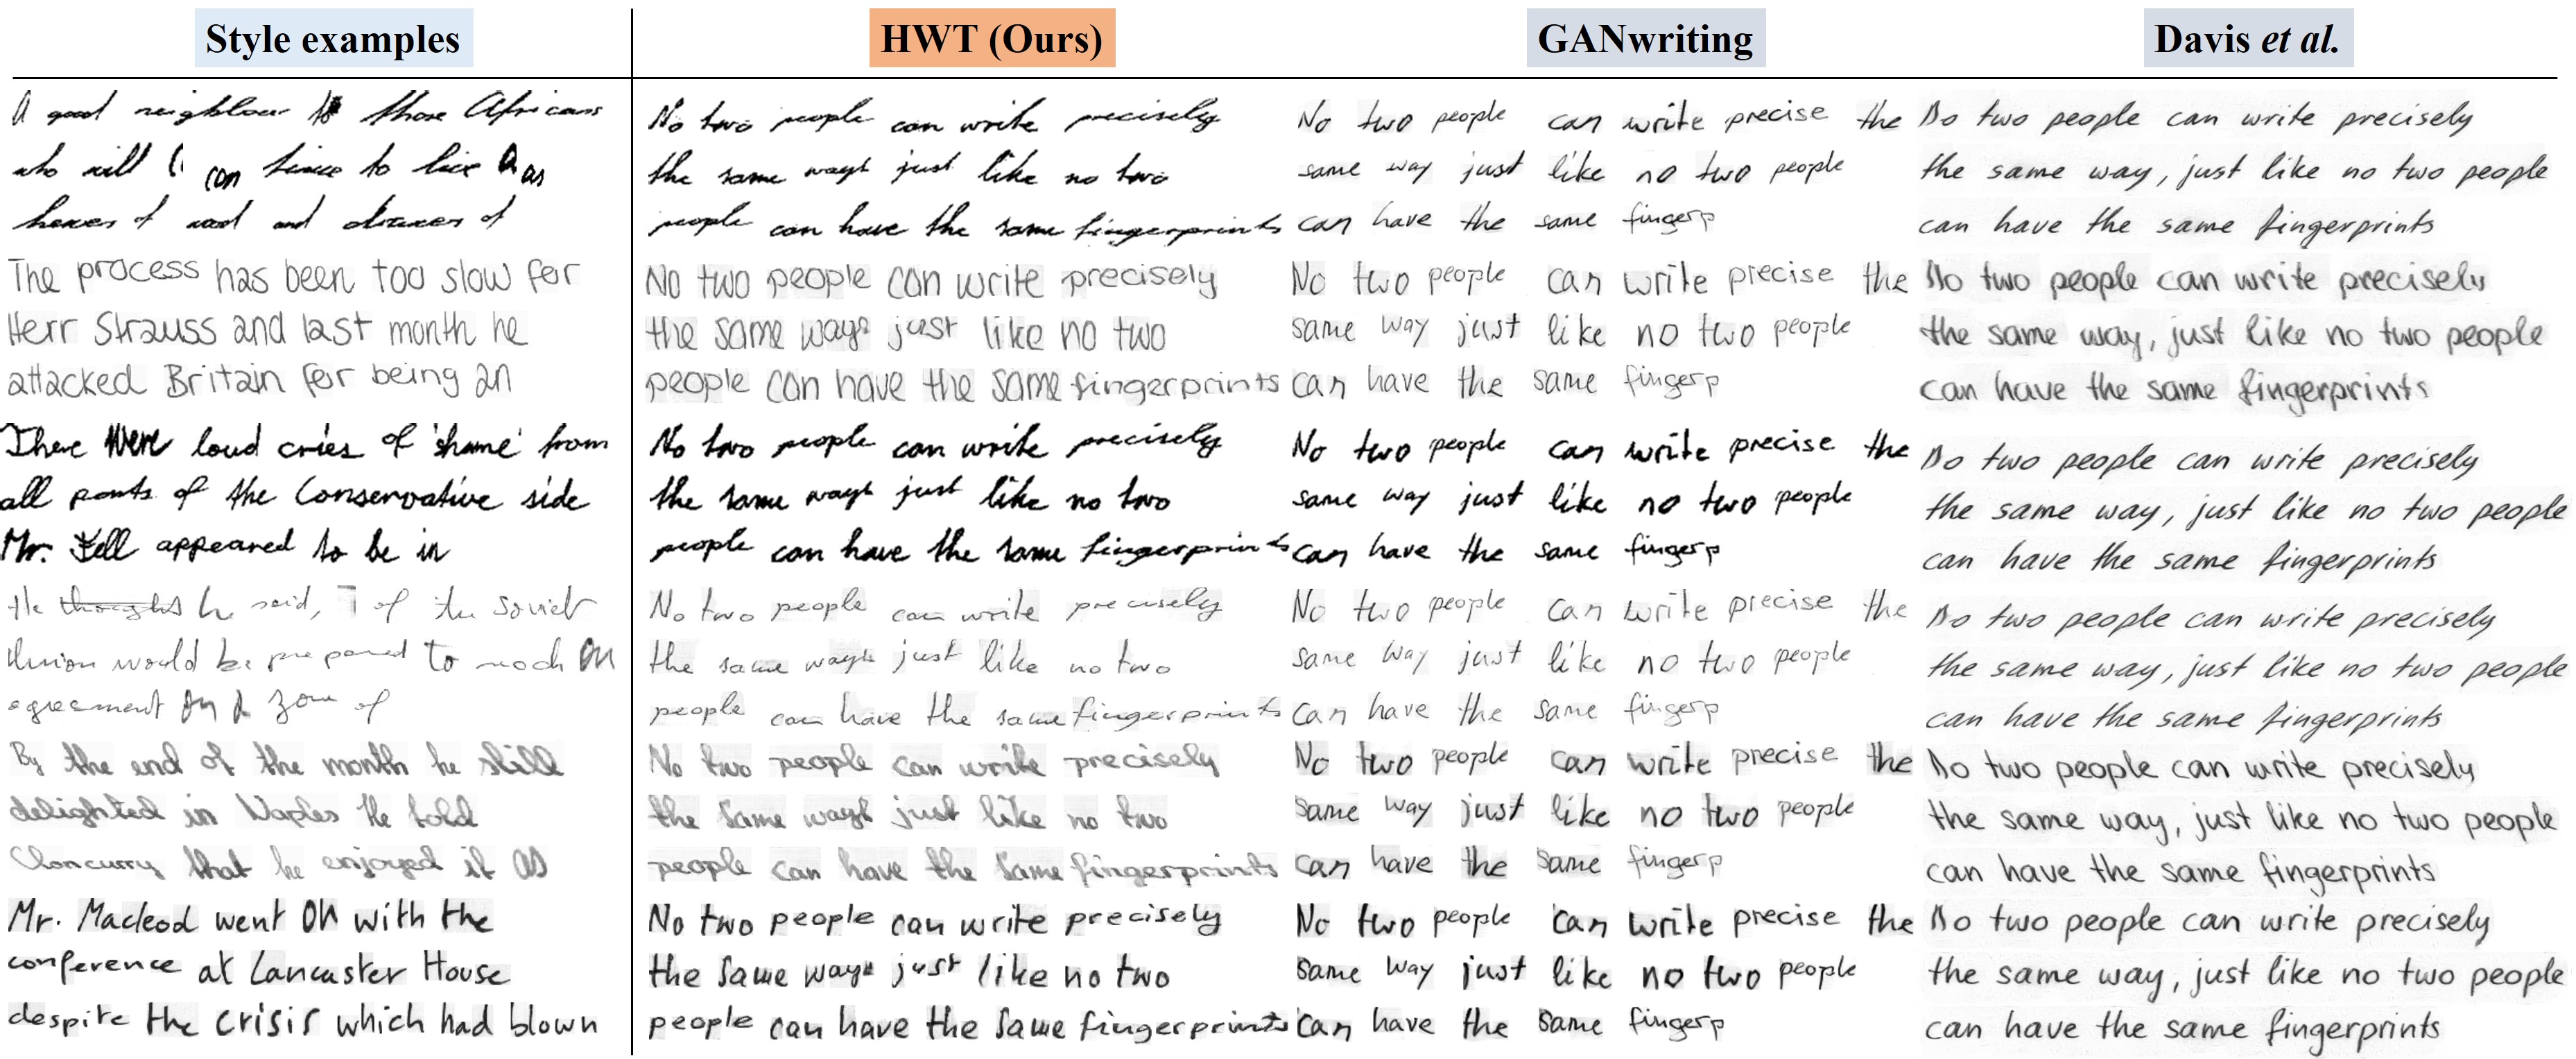 Style examples
A good neighbour to those Africans
who will can tinue to live as
hewers of wood and drawers of
The process has been too slow for
Herr Strauss and last month he
attacked Britain for being an
There were loud cries of 'shame' from
all parts of the Conservative side
Mr. Fell appeared to be in
He thoughts he said, of the Soviet
Union would be prepared to reach an
agreement on a zone of
By the end of the month he still
delighted in Naples He told
Cloncurry that he enjoyed it as
Mr. Macleod went on with the
conference at Lancaster House
despite the crisis which had blown
HWT (Ours)
No two people can write precisely
the same way just like no two
people can have the same fingerprints
No two people can write precisely
the same way just like no two
people can have the same fingerprints
No two people can write precisely
the same way just like no two
people can have the same fingerprints
No two people can write precisely
the same way just like no two
people can have the same fingerprints
No two people can write precisely
the same way just like no two
people can have the same fingerprints
No two people can write precisely
the same way just like no two
people can have the same fingerprints
GANwriting
No two people can write precise the
same way just like no two people
can have the same fingerp
No two people can write precise the
same way just like no two people
can have the same fingerp
No two people can write precise the
same way just like no two people
can have the same fingerp
No two people can write precise the
same way just like no two people
can have the same fingerp
No two people can write precise the
same way just like no two people
can have the same fingerp
No two people can write precise the
same way just like no two people
can have the same fingerp
Davis et al.
No two people can write precisely
the same way, just like no two people
can have the same fingerprints
No two people can write precisely
the same way, just like no two people
can have the same fingerprints
No two people can write precisely
the same way, just like no two people
can have the same fingerprints
No two people can write precisely
the same way, just like no two people
can have the same fingerprints
No two people can write precisely
the same way, just like no two people
can have the same fingerprints
No two people can write precisely
the same way, just like no two people
can have the same fingerprints